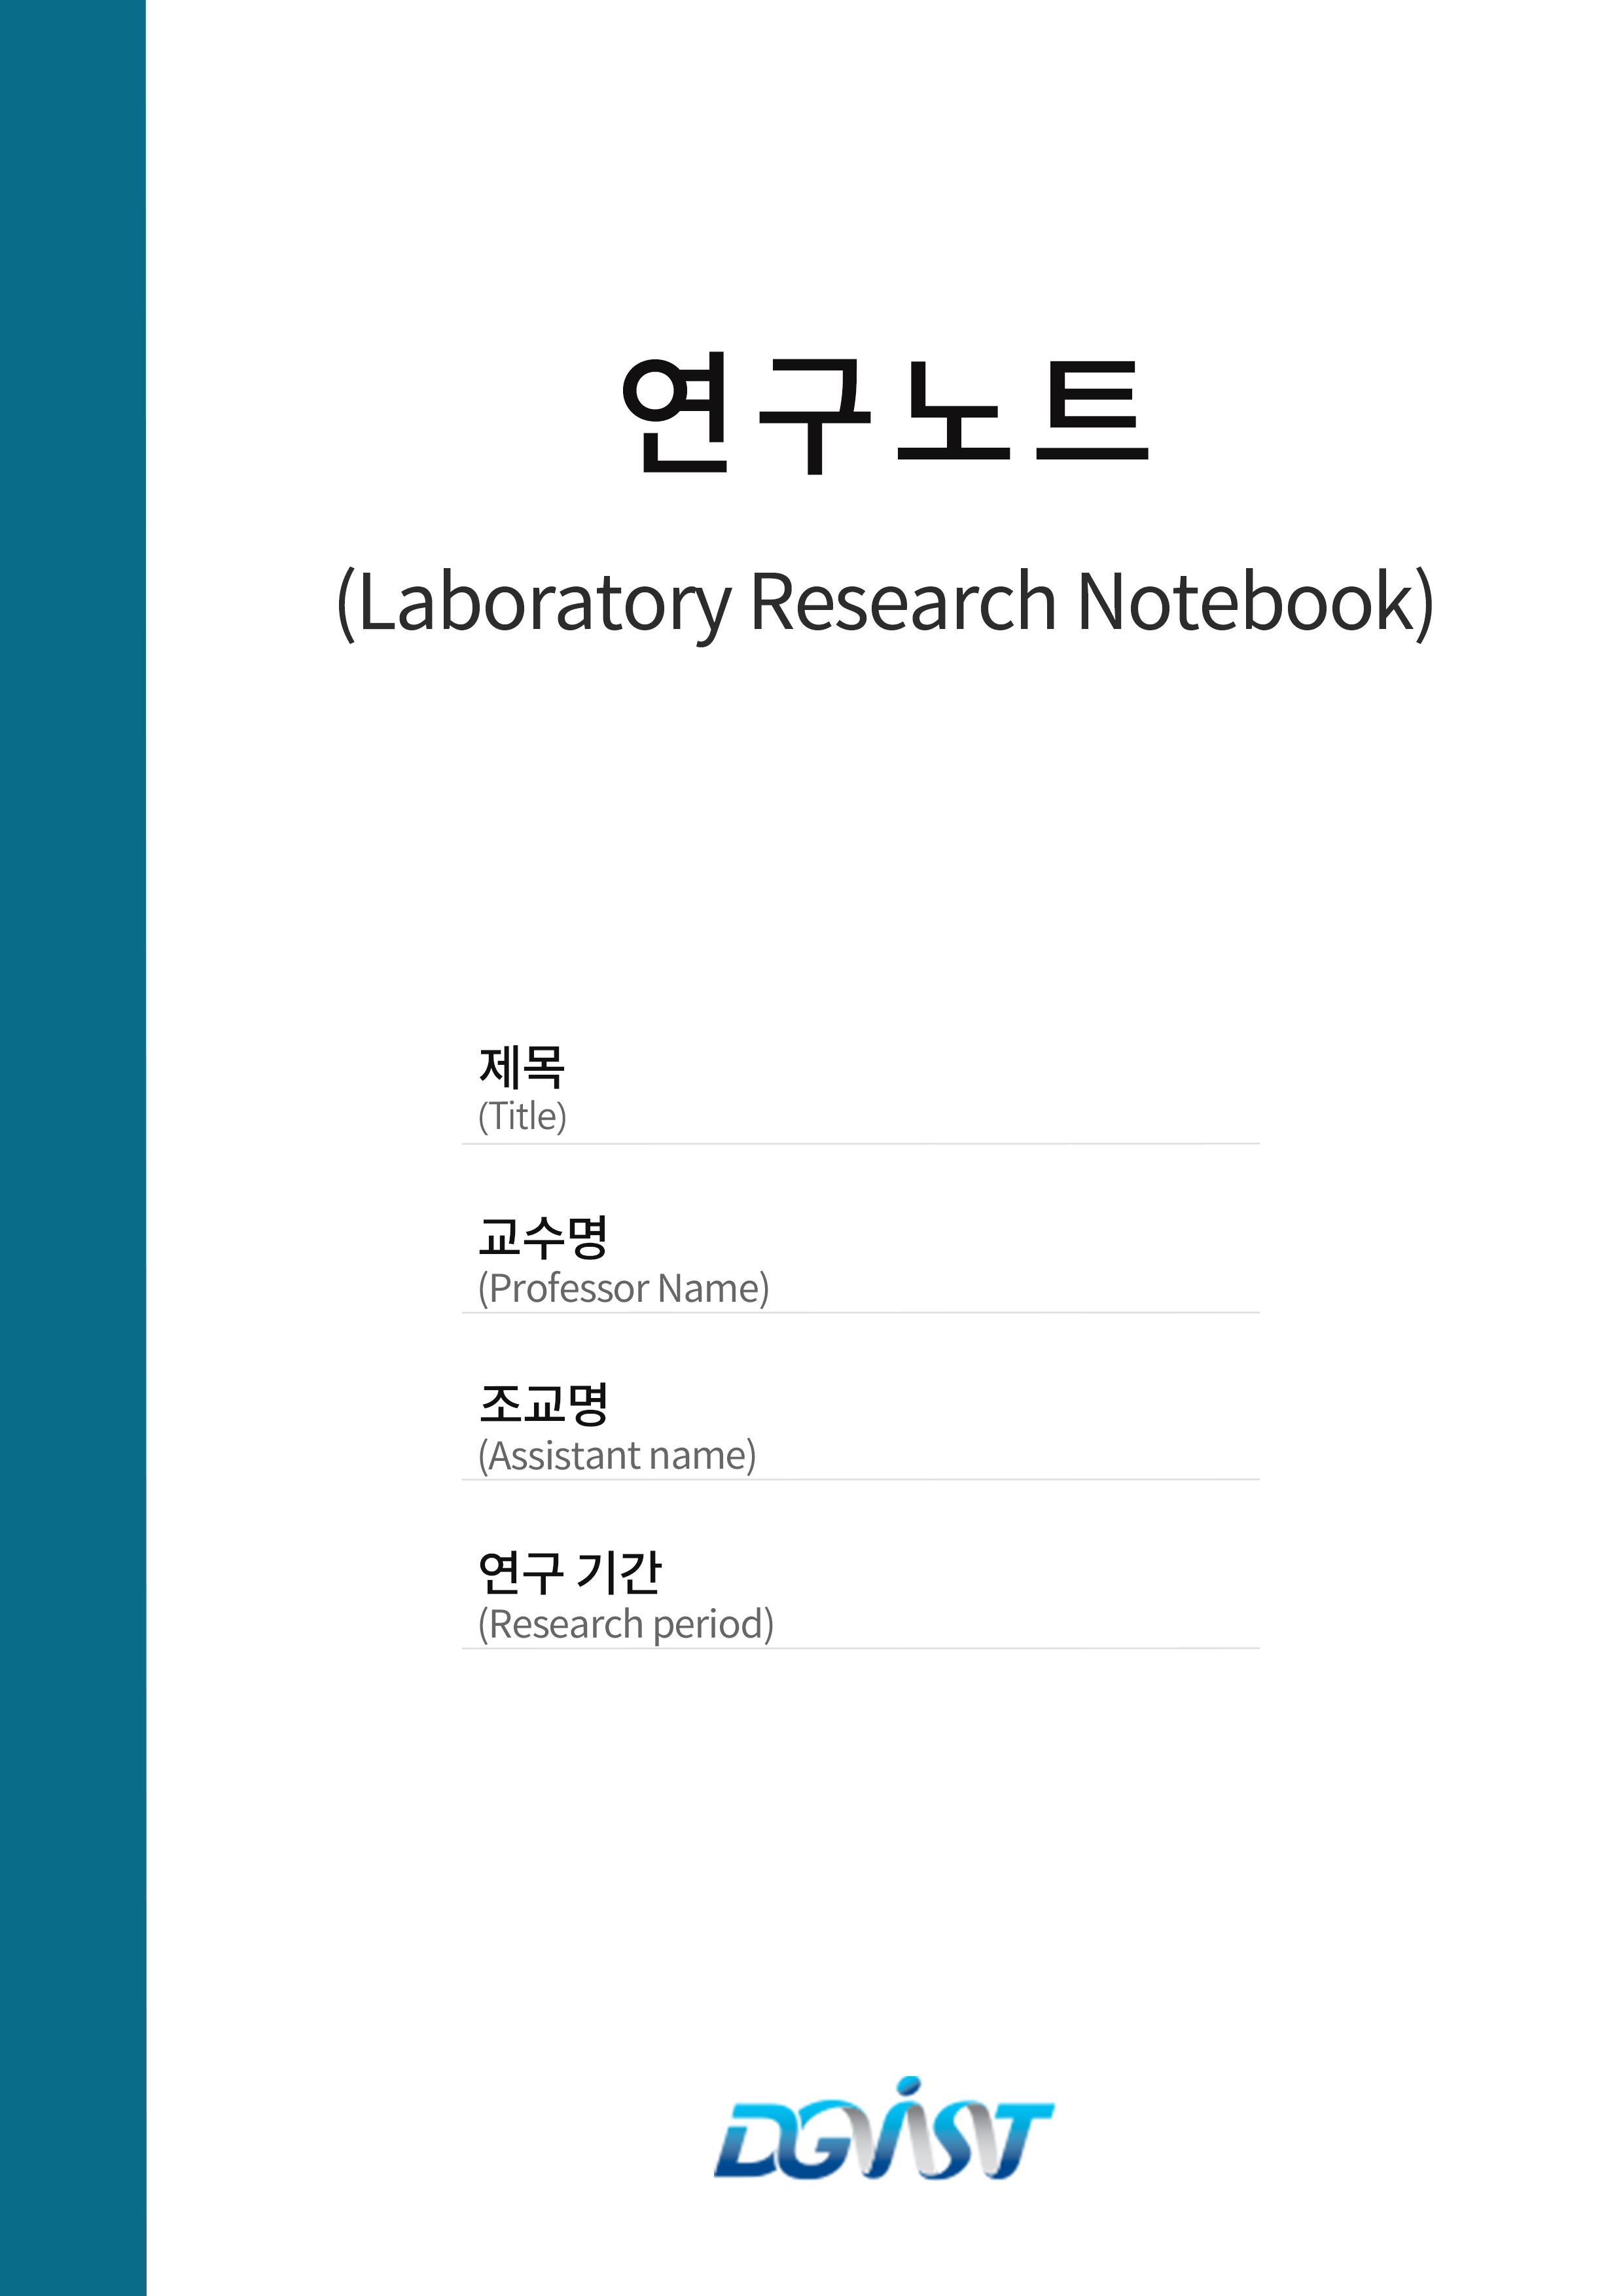 연구노트
(Laboratory Research Notebook)
제목
(Title)
교수명
(Professor Name)
조교명
(Assistant name)
연구 기간
(Research period)
DGIST